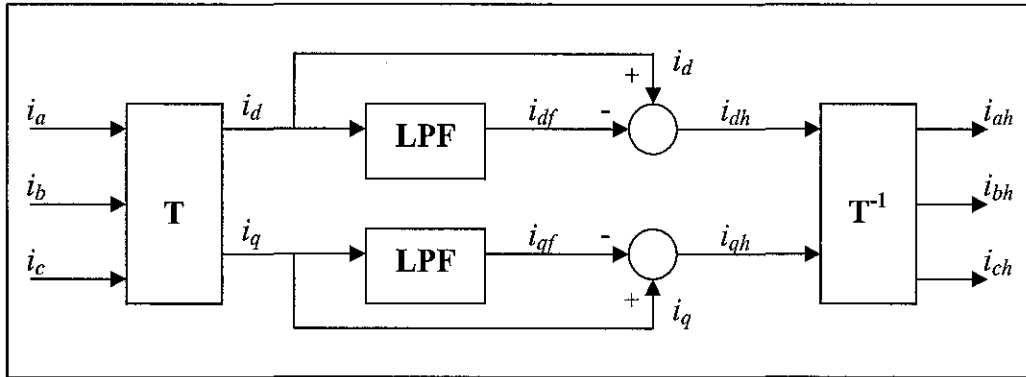 i_d
+
i_a i_d - i_df i_dh i_ah
LPF
i_b T T⁻¹ i_bh
i_q i_qf - i_qh
LPF
i_c + i_ch
i_q